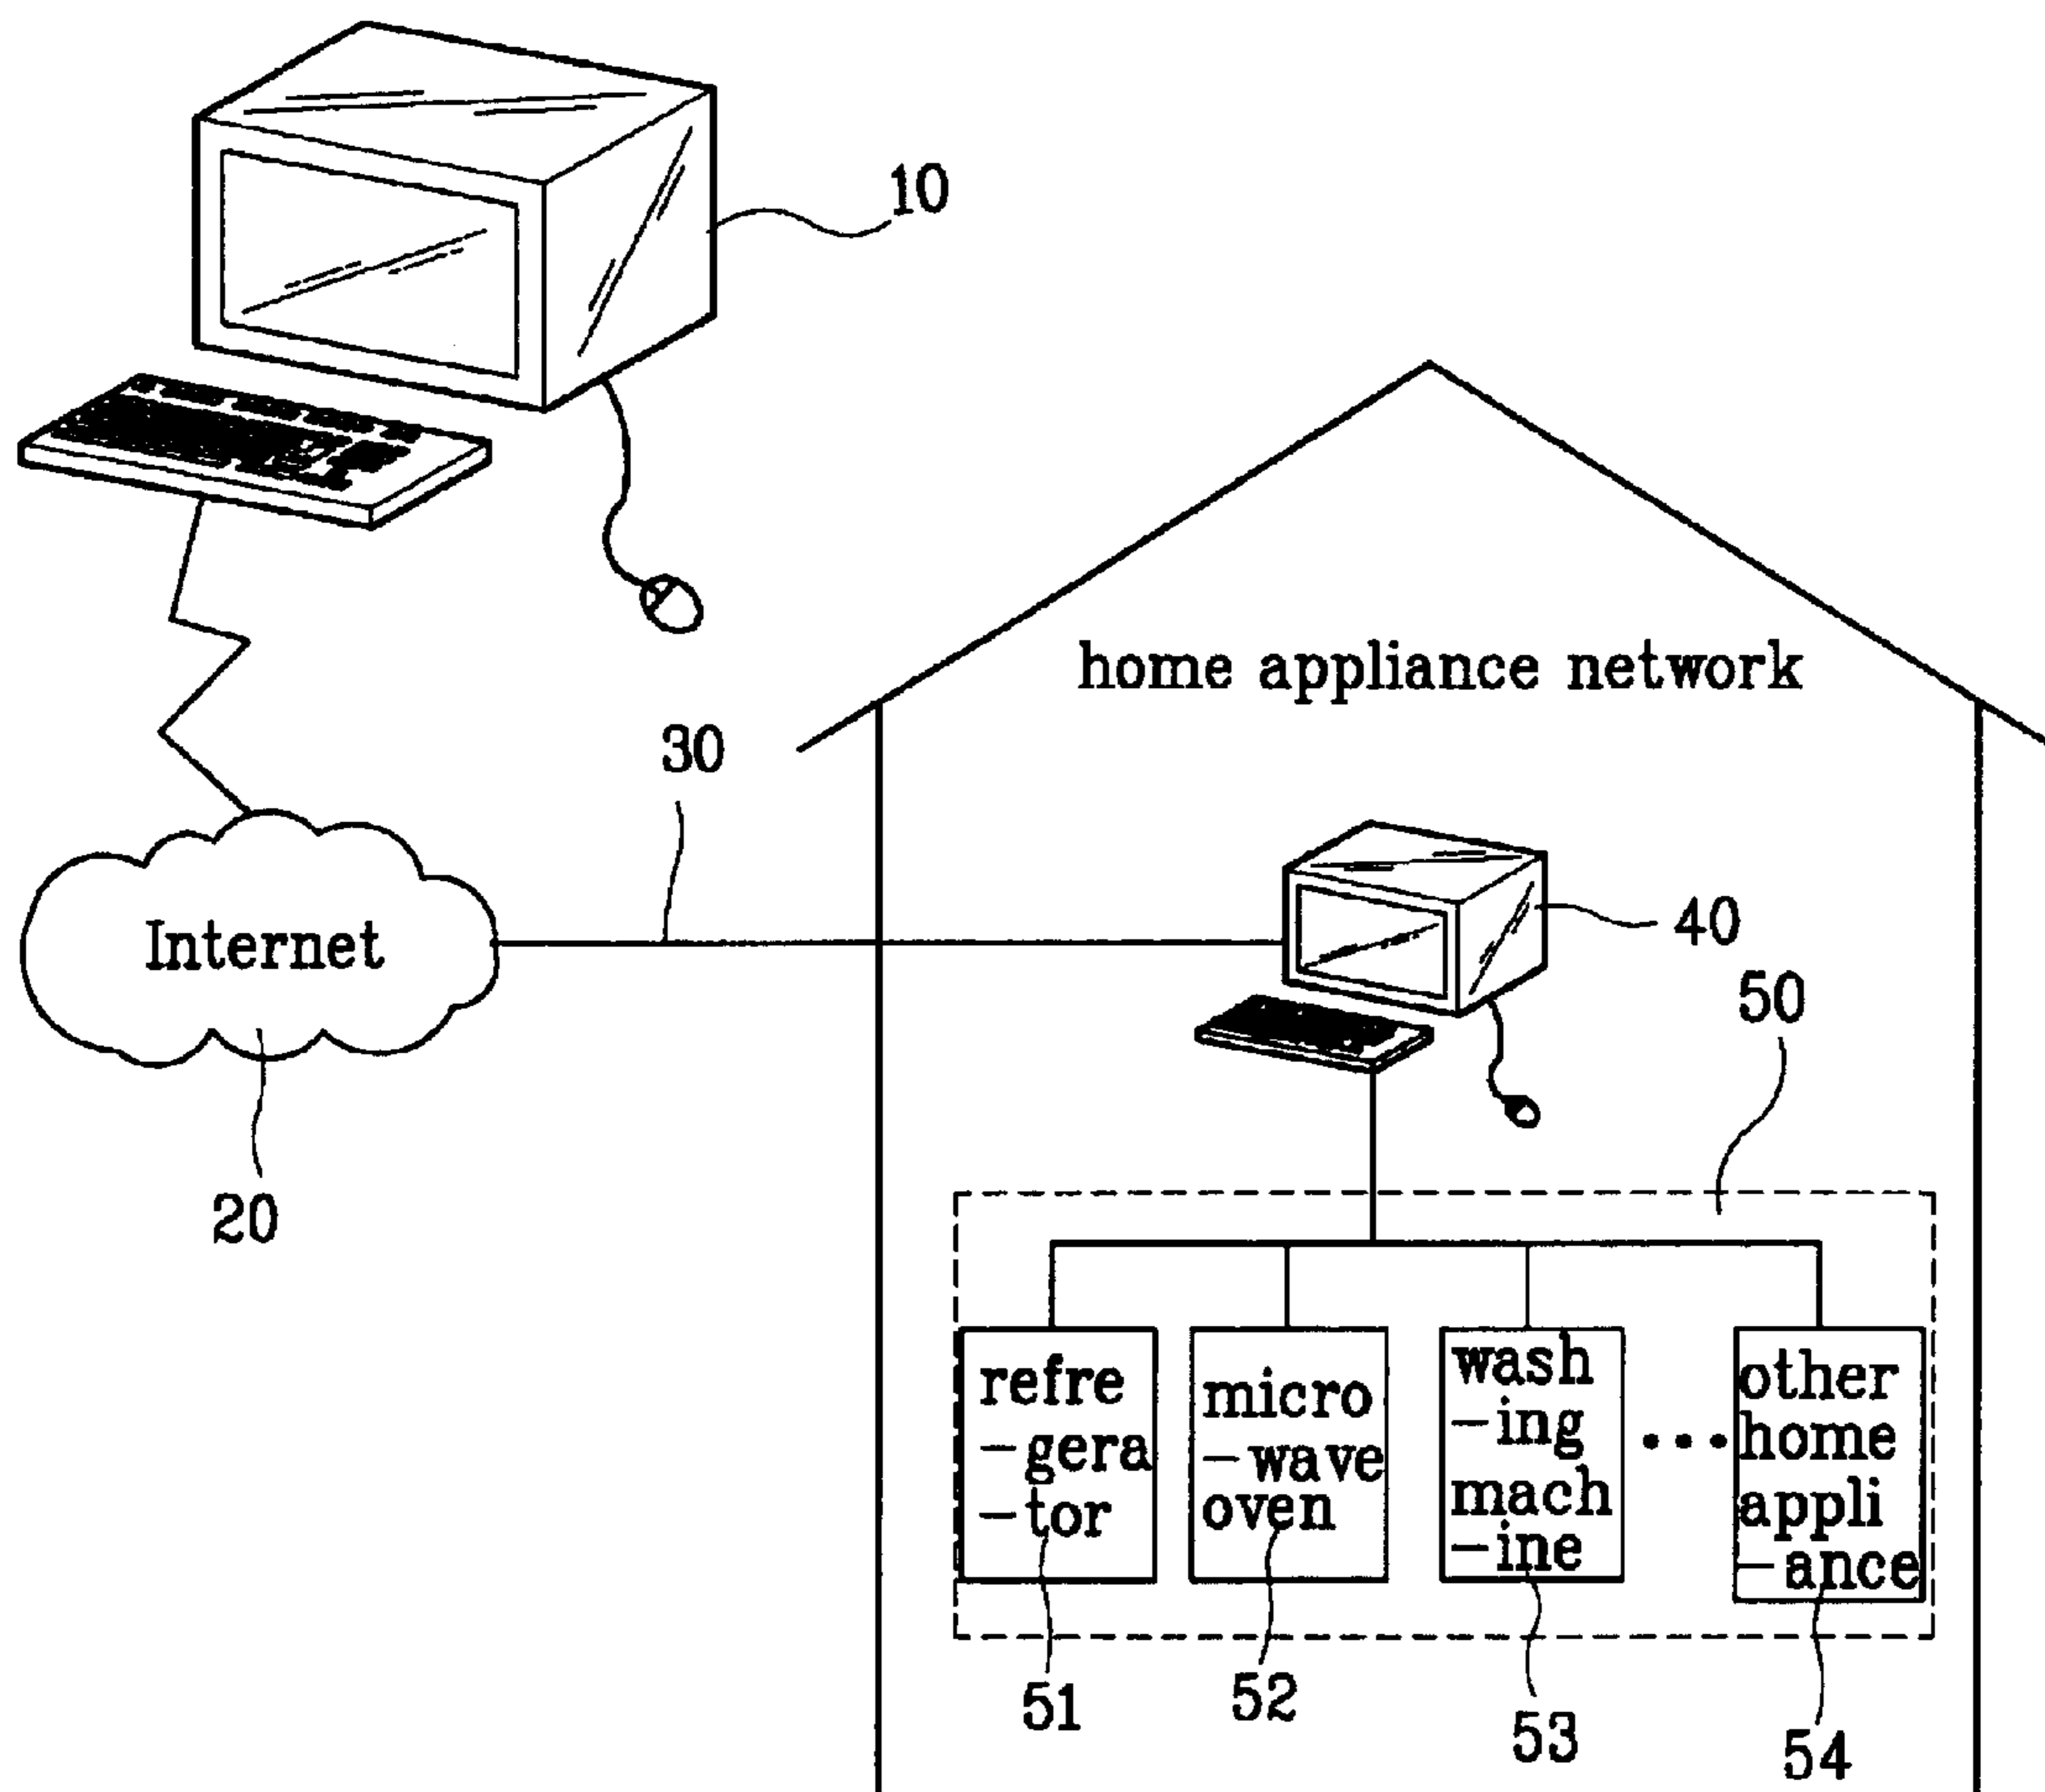 10
home appliance network
30
Internet
40
50
20
refre
-gera
-tor
micro
-wave
oven
wash
-ing
mach
-ine
•••
other
home
appli
-ance
51
52
53
54